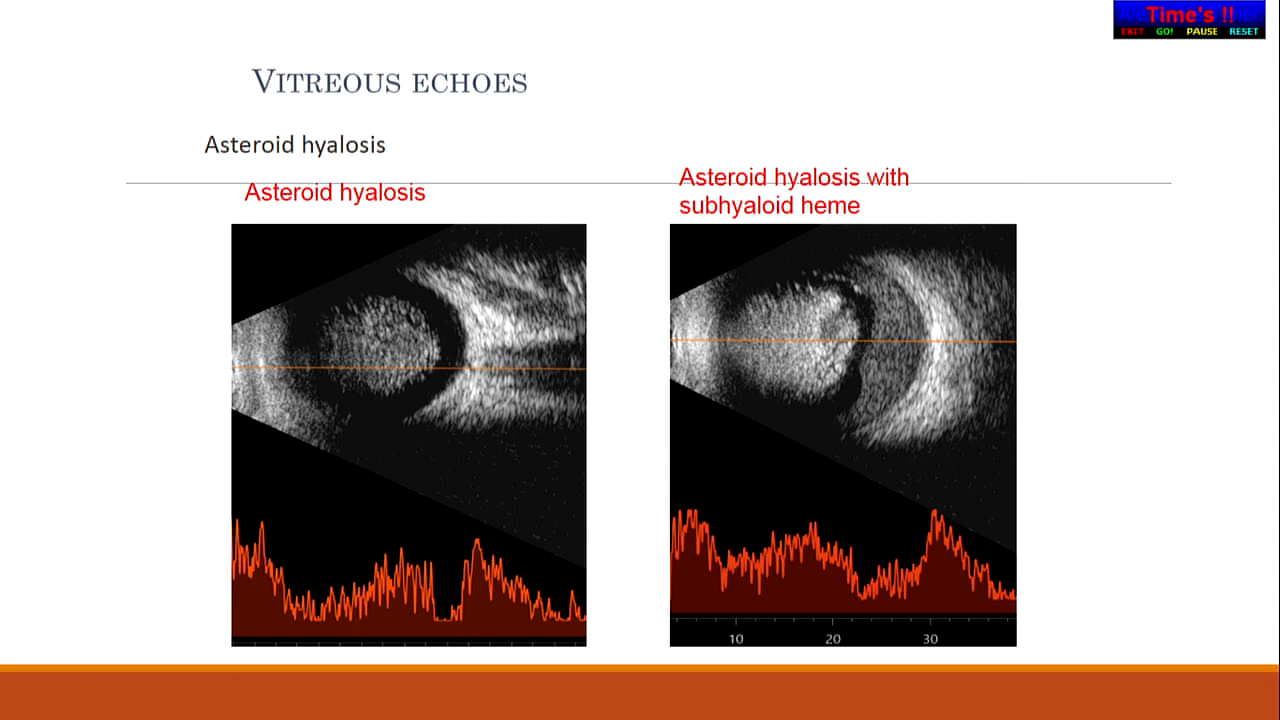 Time's !!
EXIT GO! PAUSE RESET
VITREOUS ECHOES
Asteroid hyalosis
Asteroid hyalosis
Asteroid hyalosis with
subhyaloid heme
10 20 30